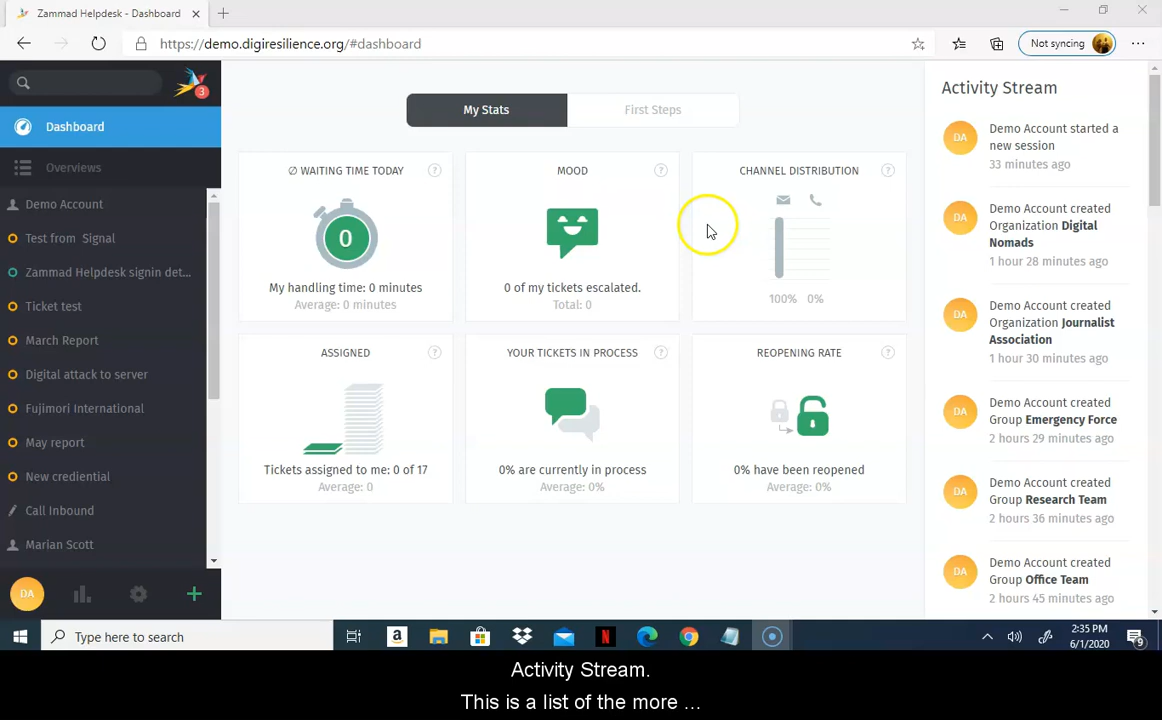 Zammad Helpdesk - Dashboard
https://demo.digiresilience.org/#dashboard
Not syncing
3
Dashboard
Overviews
Demo Account
Test from Signal
Zammad Helpdesk signin det...
Ticket test
March Report
Digital attack to server
Fujimori International
May report
New crediential
Call Inbound
Marian Scott
DA
My Stats
First Steps
∅ WAITING TIME TODAY
?
0
My handling time: 0 minutes
Average: 0 minutes
MOOD
?
0 of my tickets escalated.
Total: 0
CHANNEL DISTRIBUTION
?
100% 0%
ASSIGNED
?
Tickets assigned to me: 0 of 17
Average: 0
YOUR TICKETS IN PROCESS
?
0% are currently in process
Average: 0%
REOPENING RATE
?
0% have been reopened
Average: 0%
Activity Stream
DA
Demo Account started a
new session
33 minutes ago
DA
Demo Account created
Organization Digital
Nomads
1 hour 28 minutes ago
DA
Demo Account created
Organization Journalist
Association
1 hour 30 minutes ago
DA
Demo Account created
Group Emergency Force
2 hours 29 minutes ago
DA
Demo Account created
Group Research Team
2 hours 36 minutes ago
DA
Demo Account created
Group Office Team
2 hours 45 minutes ago
Type here to search
a
N
2:35 PM
6/1/2020
9
Activity Stream.
This is a list of the more ...